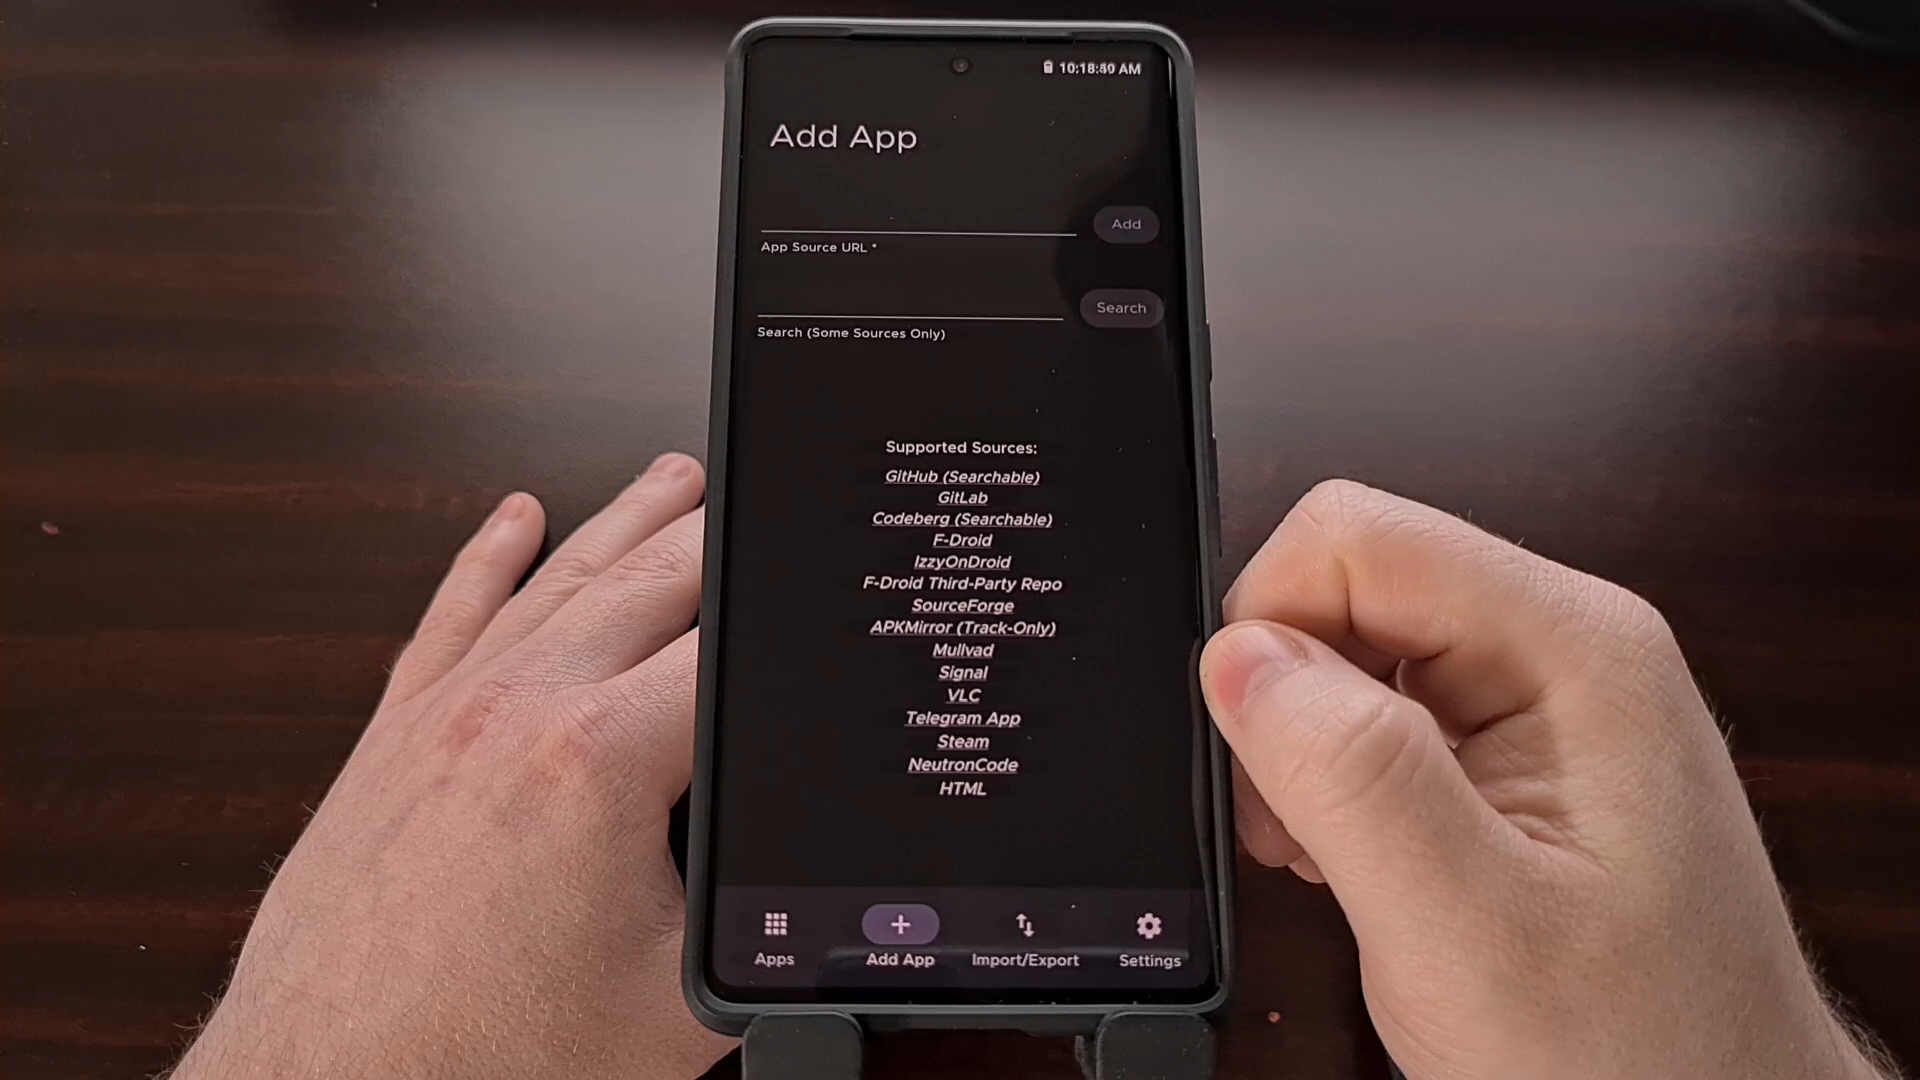 10:18:49 AM
Add App
Add
App Source URL *
Search
Search (Some Sources Only)
Supported Sources:
GitHub (Searchable)
GitLab
Codeberg (Searchable)
F-Droid
IzzyOnDroid
F-Droid Third-Party Repo
SourceForge
APKMirror (Track-Only)
Mullvad
Signal
VLC
Telegram App
Steam
NeutronCode
HTML
Apps
Add App
Import/Export
Settings